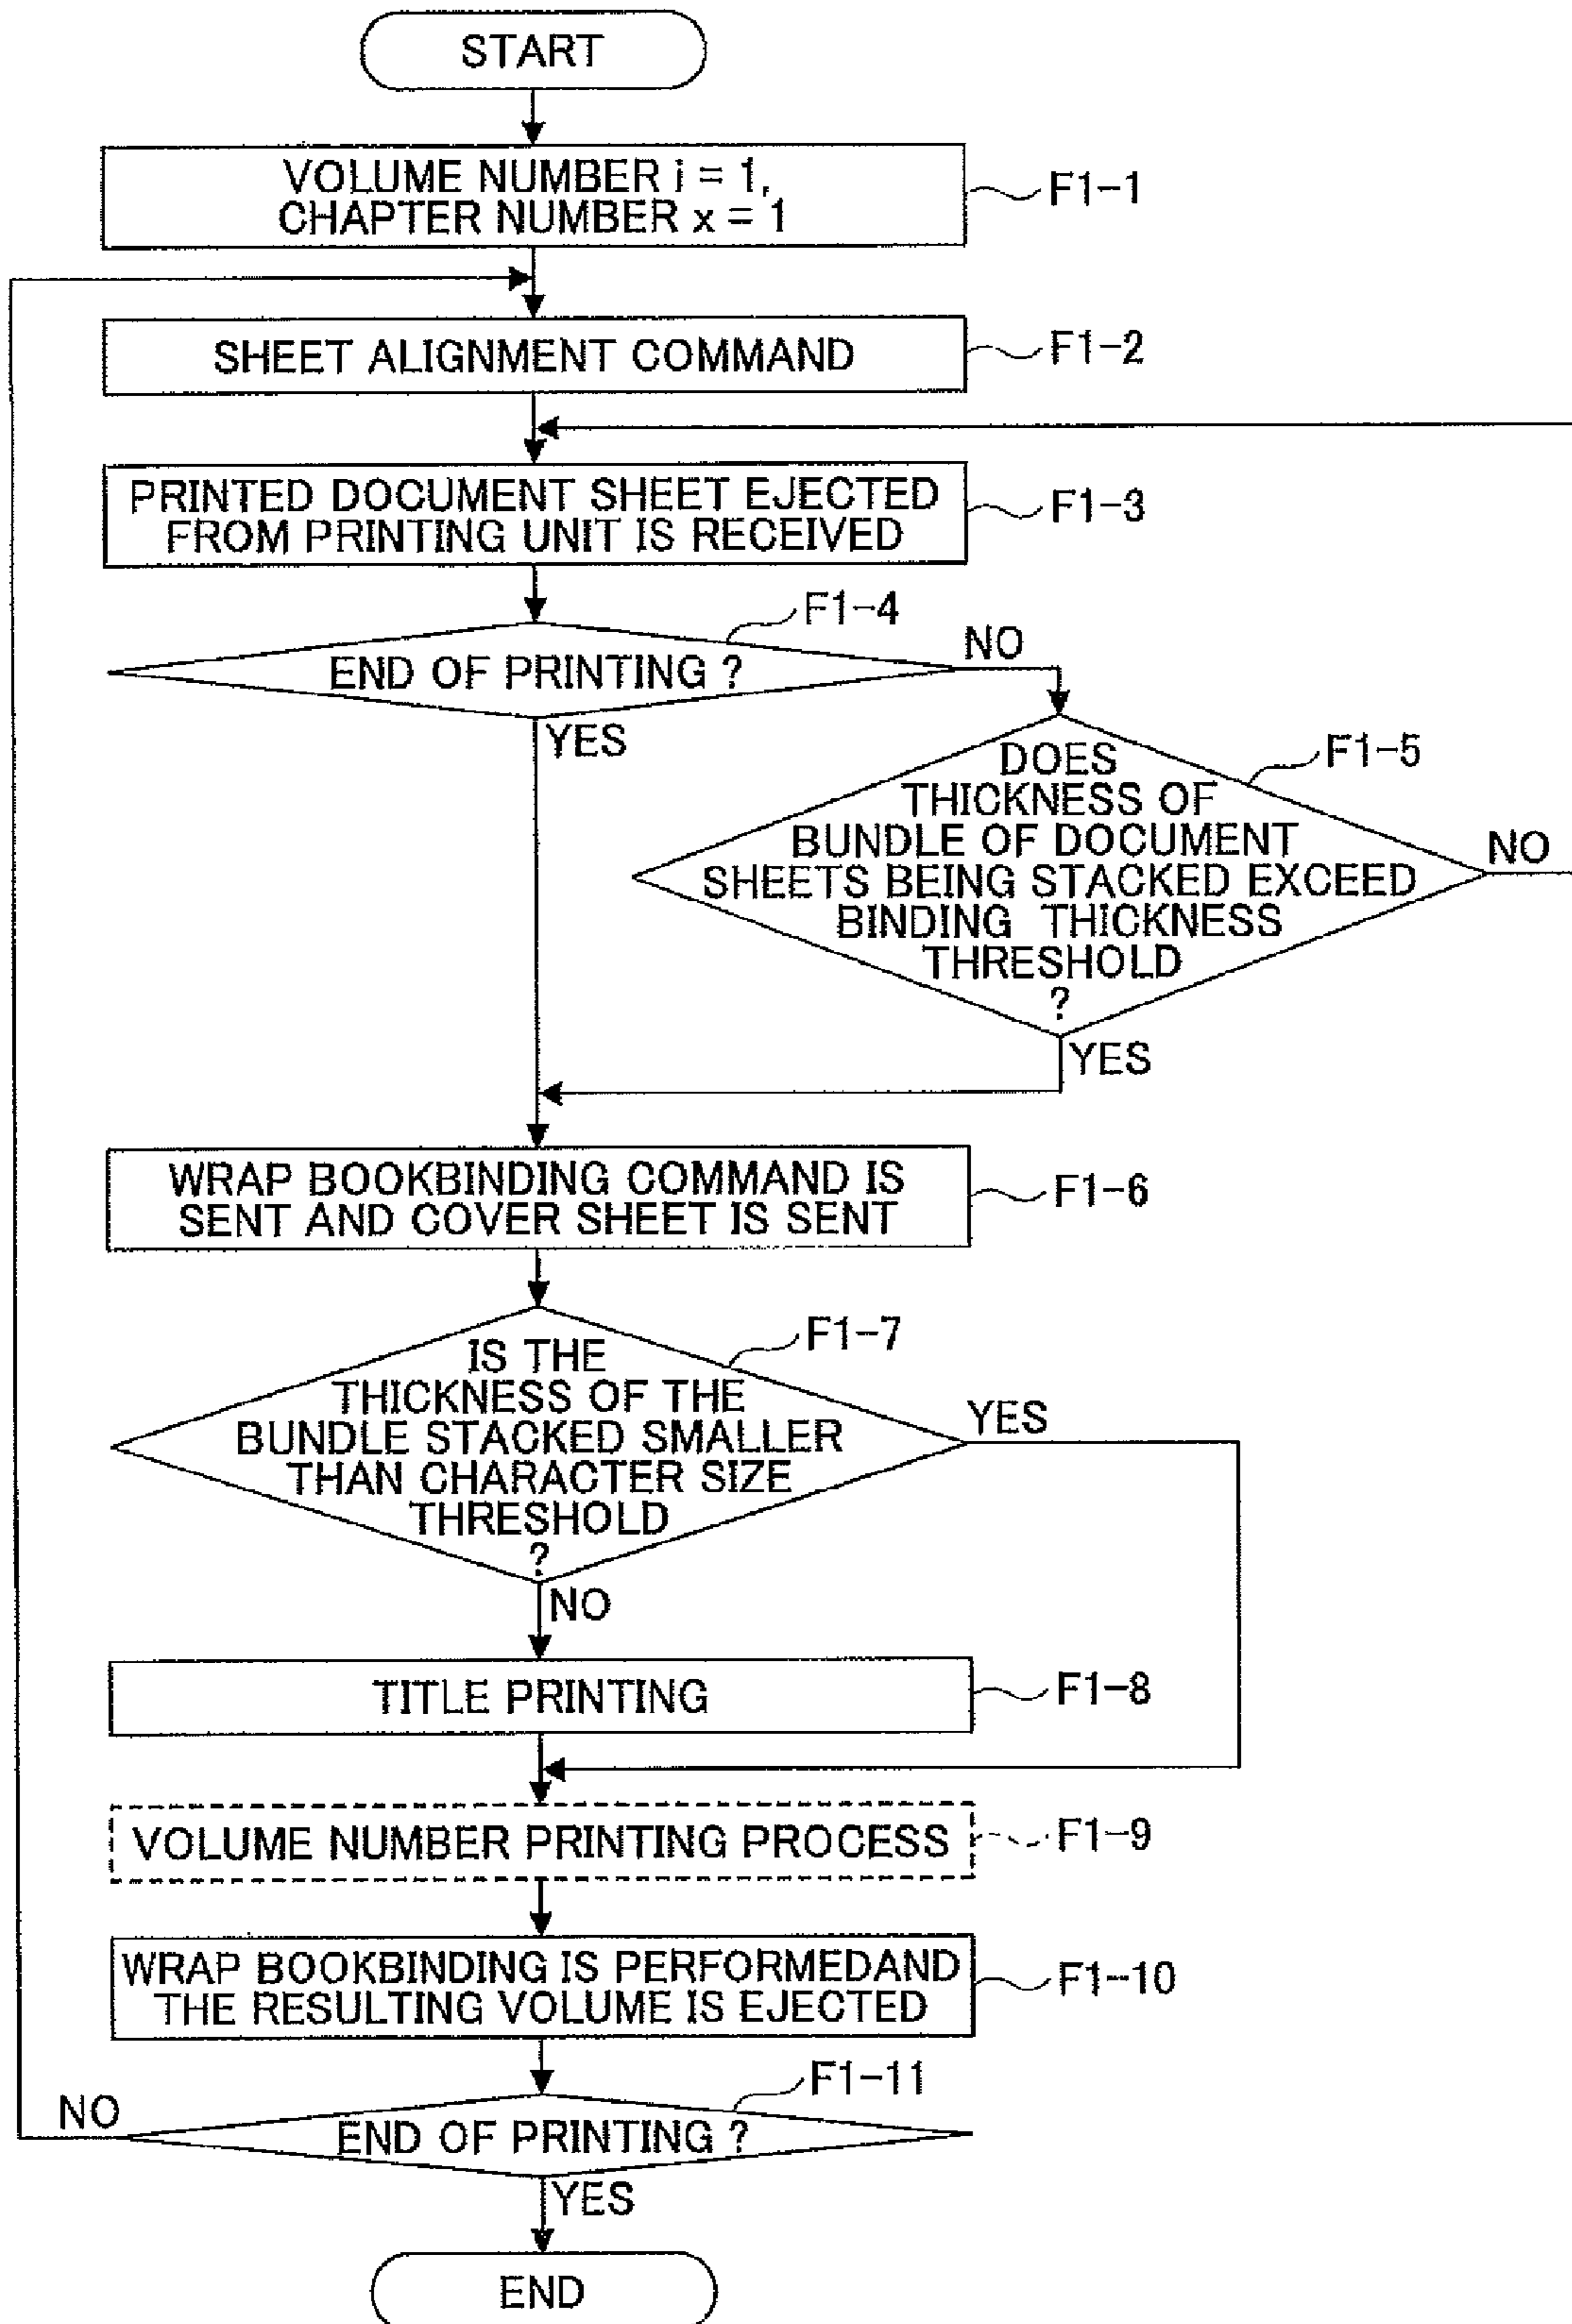 START
VOLUME NUMBER i = 1,
CHAPTER NUMBER x = 1
F1-1
SHEET ALIGNMENT COMMAND
F1-2
PRINTED DOCUMENT SHEET EJECTED
FROM PRINTING UNIT IS RECEIVED
F1-3
F1-4
END OF PRINTING ?
NO
YES
F1-5
DOES
THICKNESS OF
BUNDLE OF DOCUMENT
SHEETS BEING STACKED EXCEED
BINDING THICKNESS
THRESHOLD
?
NO
YES
WRAP BOOKBINDING COMMAND IS
SENT AND COVER SHEET IS SENT
F1-6
F1-7
IS THE
THICKNESS OF THE
BUNDLE STACKED SMALLER
THAN CHARACTER SIZE
THRESHOLD
?
YES
NO
TITLE PRINTING
F1-8
VOLUME NUMBER PRINTING PROCESS
F1-9
WRAP BOOKBINDING IS PERFORMEDAND
THE RESULTING VOLUME IS EJECTED
F1-10
F1-11
NO
END OF PRINTING ?
YES
END